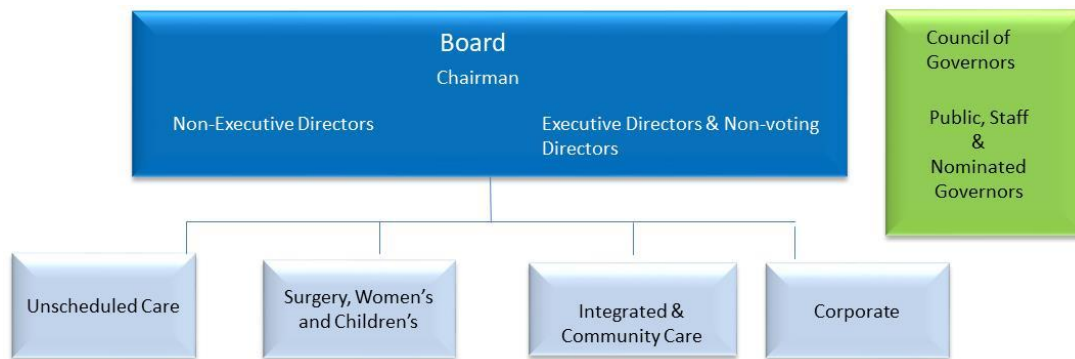 Board
Chairman
Non-Executive Directors
Executive Directors & Non-voting
Directors
Council of
Governors
Public, Staff
&
Nominated
Governors
Unscheduled Care
Surgery, Women’s
and Children’s
Integrated &
Community Care
Corporate